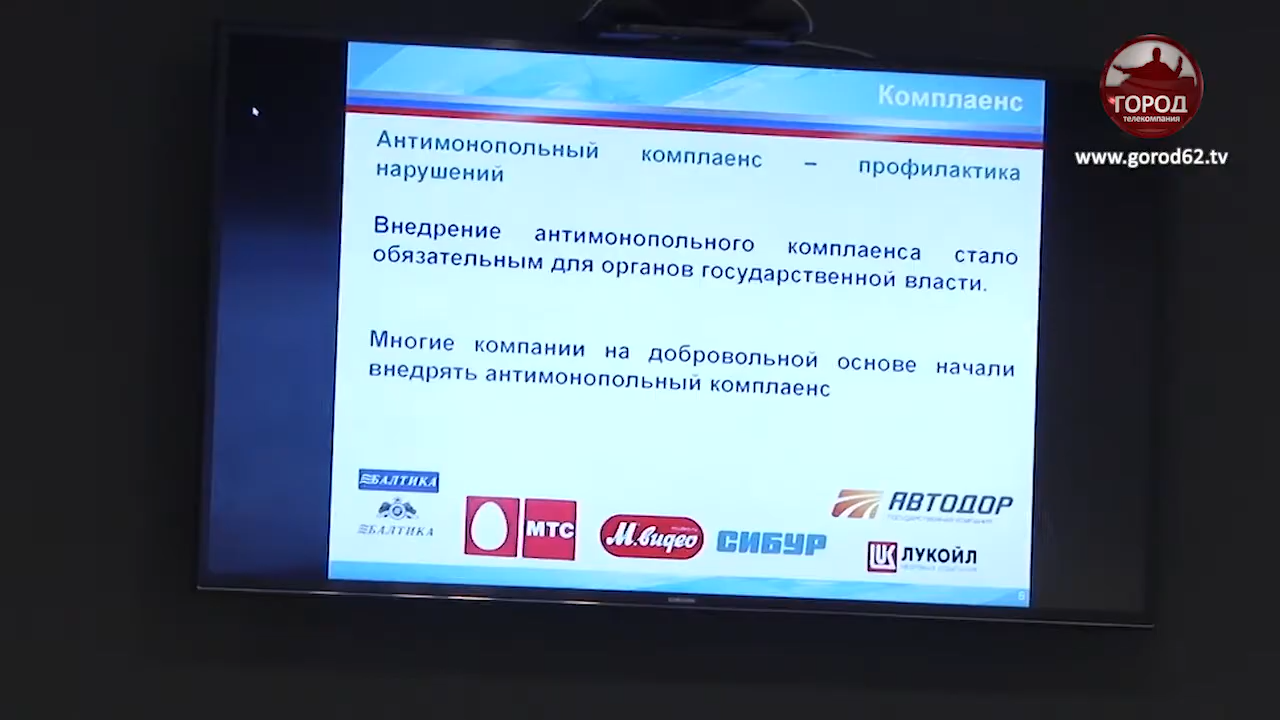 Комплаенс
ГОРОД
телекомпания
www.gorod62.tv
Антимонопольный комплаенс – профилактика
нарушений
Внедрение антимонопольного комплаенса стало
обязательным для органов государственной власти.
Многие компании на добровольной основе начали
внедрять антимонопольный комплаенс
БАЛТИКА
БАЛТИКА
МТС
М.видео
СИБУР
АВТОДОР
ЛУКОЙЛ
6